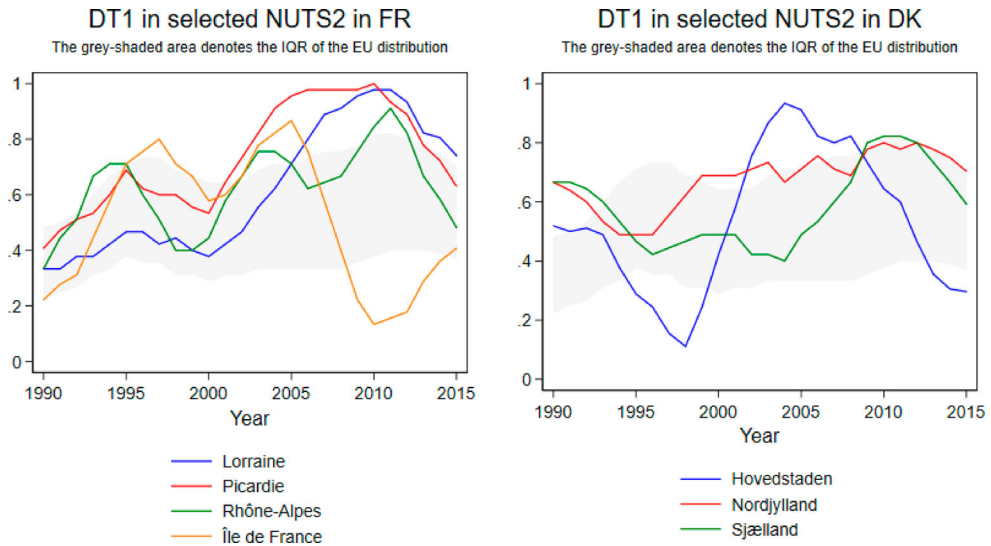 DT1 in selected NUTS2 in FR
The grey-shaded area denotes the IQR of the EU distribution
1
.8
.6
.4
.2
0
1990 1995 2000 2005 2010 2015
Year
Lorraine
Picardie
Rhône-Alpes
Île de France
DT1 in selected NUTS2 in DK
The grey-shaded area denotes the IQR of the EU distribution
1
.8
.6
.4
.2
0
1990 1995 2000 2005 2010 2015
Year
Hovedstaden
Nordjylland
Sjælland